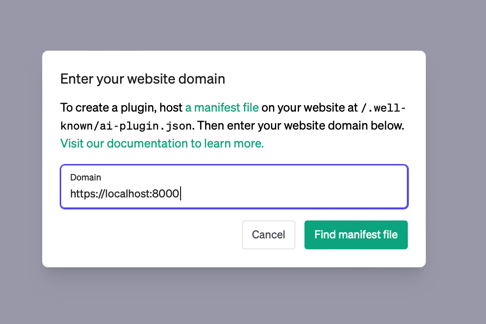 Enter your website domain
To create a plugin, host a manifest file on your website at /.well-
known/ai-plugin.json. Then enter your website domain below.
Visit our documentation to learn more.
Domain
https://localhost:8000
Cancel
Find manifest file